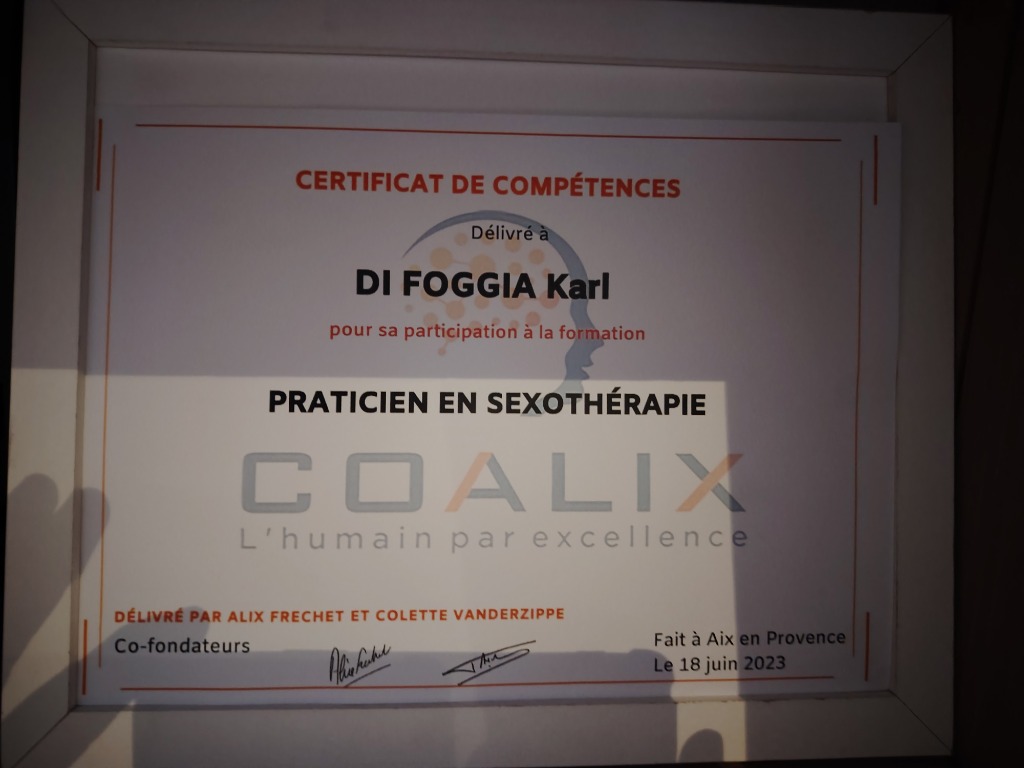 CERTIFICAT DE COMPÉTENCES
Délivré à
DI FOGGIA Karl
pour sa participation à la formation
PRATICIEN EN SEXOTHÉRAPIE
COALIX
L'humain par excellence
DÉLIVRÉ PAR ALIX FRECHET ET COLETTE VANDERZIPPE
Co-fondateurs
Fait à Aix en Provence
Le 18 juin 2023